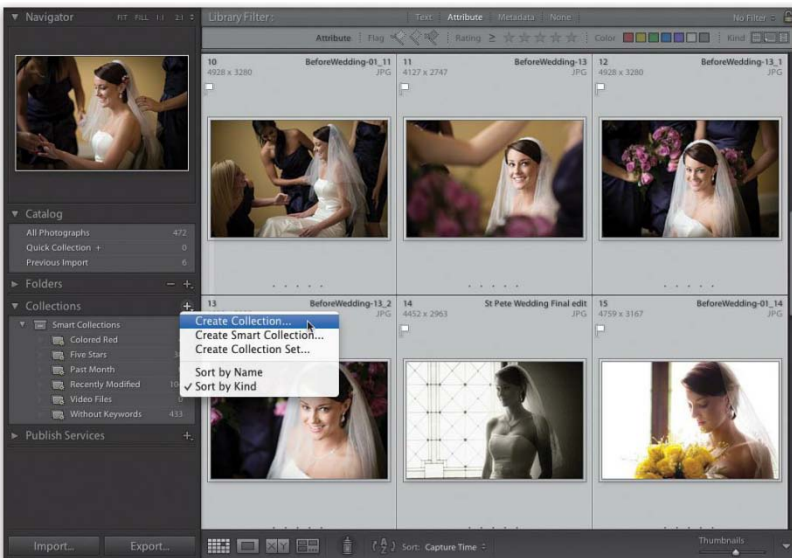 Navigator FIT FILL 1:1 2:1
Library Filter: Text Attribute Metadata None No Filter
Attribute Flag Rating ≥ Color Kind
10 BeforeWedding-01_11
4928 x 3280 JPG
11 BeforeWedding-13
4127 x 2747 JPG
12 BeforeWedding-13_1
4928 x 3280 JPG
Catalog
All Photographs 472
Quick Collection + 0
Previous Import 6
Folders − +
Collections +
Smart Collections
Colored Red
Five Stars
Past Month
Recently Modified
Video Files
Without Keywords 433
Publish Services +
Create Collection...
Create Smart Collection...
Create Collection Set...
Sort by Name
✓ Sort by Kind
13 BeforeWedding-13_2
JPG
14 St Pete Wedding Final edit
4452 x 2963 JPG
15 BeforeWedding-01_14
4759 x 3167 JPG
Import... Export...
XY
Sort: Capture Time
Thumbnails